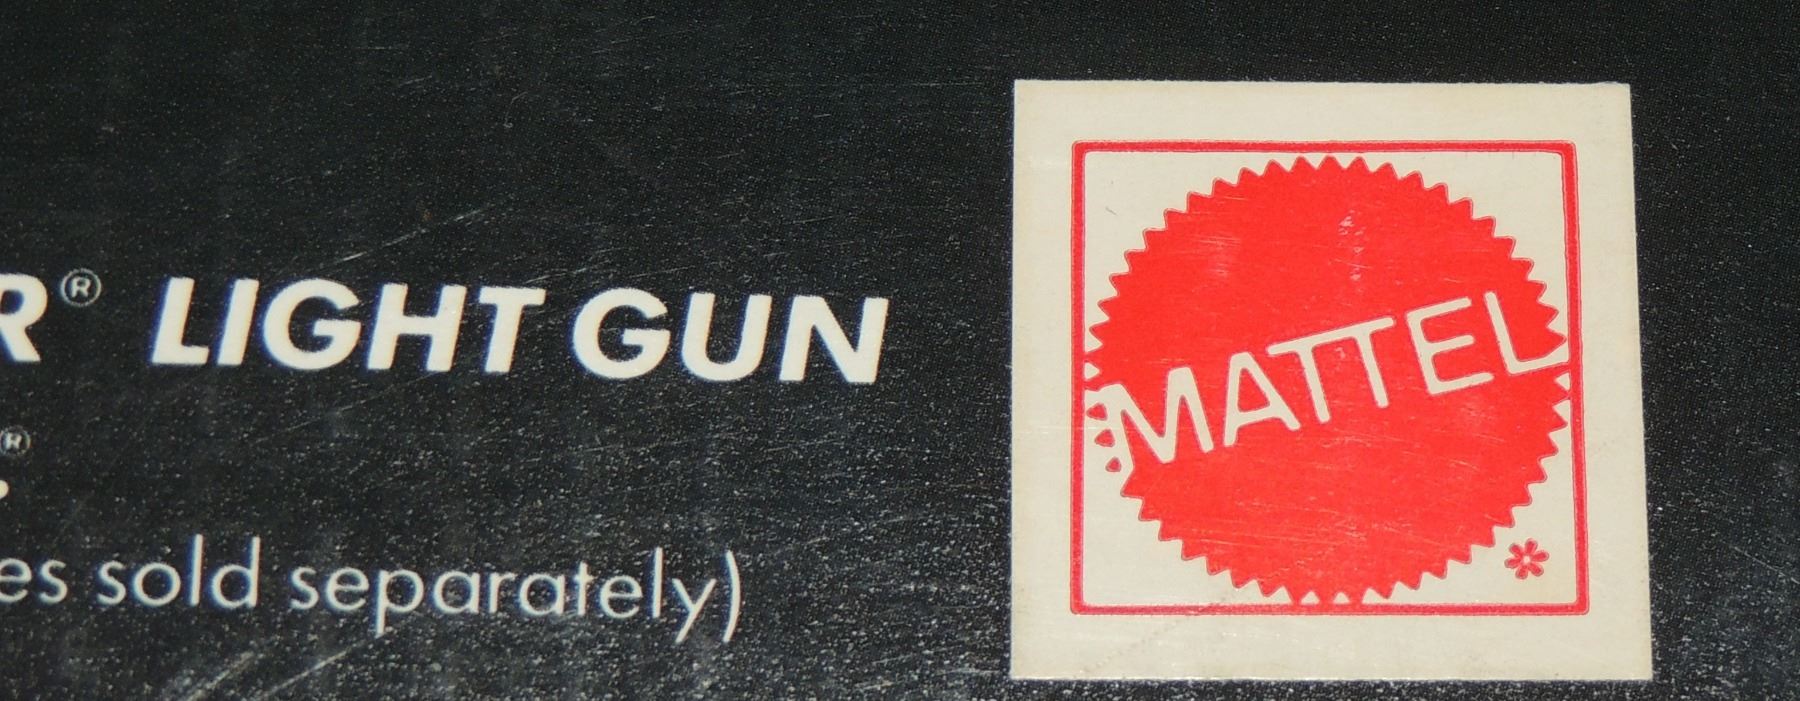 R® LIGHT GUN
®
es sold separately)
MATTEL
*